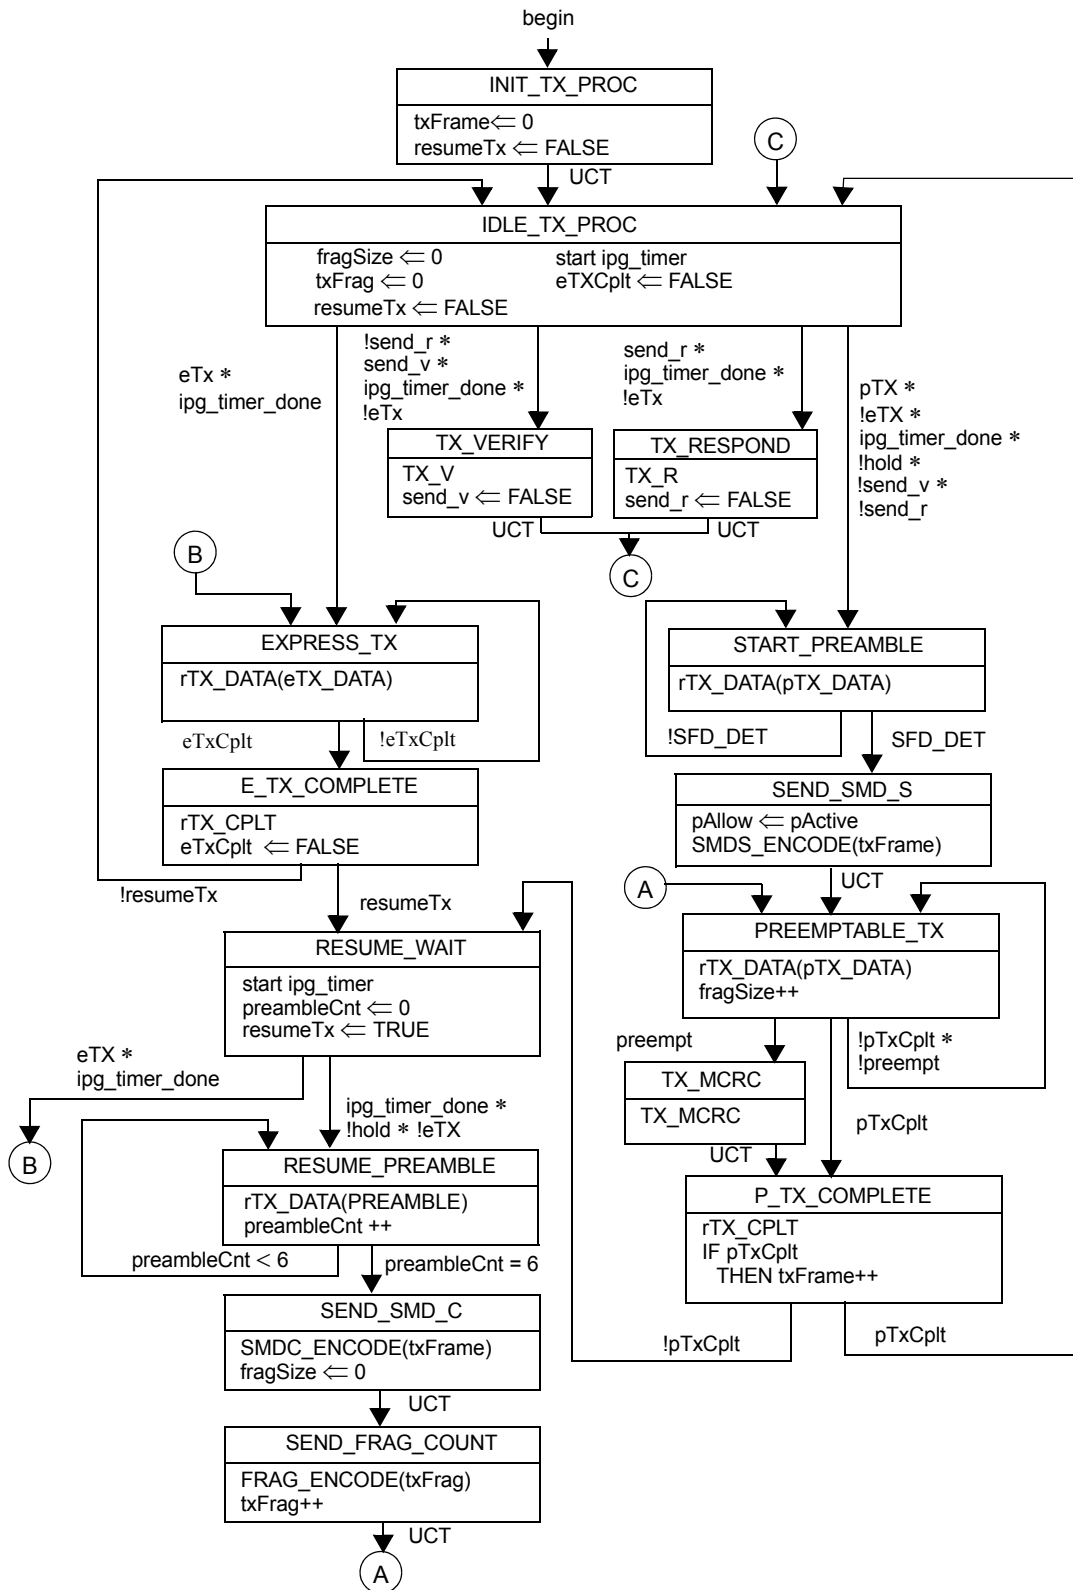 begin
INIT_TX_PROC
txFrame⇐ 0
resumeTx ⇐ FALSE
C
UCT
IDLE_TX_PROC
fragSize ⇐ 0
start ipg_timer
txFrag ⇐ 0
eTXCplt ⇐ FALSE
resumeTx ⇐ FALSE
eTx *
ipg_timer_done
!send_r *
send_v *
ipg_timer_done *
!eTx
send_r *
ipg_timer_done *
!eTx
pTX *
!eTX *
ipg_timer_done *
!hold *
!send_v *
!send_r
TX_VERIFY
TX_V
send_v ⇐ FALSE
TX_RESPOND
TX_R
send_r ⇐ FALSE
UCT
UCT
B
C
EXPRESS_TX
rTX_DATA(eTX_DATA)
START_PREAMBLE
rTX_DATA(pTX_DATA)
eTxCplt
!eTxCplt
!SFD_DET
SFD_DET
E_TX_COMPLETE
rTX_CPLT
eTxCplt ⇐ FALSE
SEND_SMD_S
pAllow ⇐ pActive
SMDS_ENCODE(txFrame)
!resumeTx
resumeTx
A
UCT
RESUME_WAIT
start ipg_timer
preambleCnt ⇐ 0
resumeTx ⇐ TRUE
PREEMPTABLE_TX
rTX_DATA(pTX_DATA)
fragSize++
eTX *
ipg_timer_done
ipg_timer_done *
!hold * !eTX
preempt
!pTxCplt *
!preempt
TX_MCRC
TX_MCRC
UCT
pTxCplt
B
RESUME_PREAMBLE
rTX_DATA(PREAMBLE)
preambleCnt ++
P_TX_COMPLETE
rTX_CPLT
IF pTxCplt
THEN txFrame++
preambleCnt < 6
preambleCnt = 6
!pTxCplt
pTxCplt
SEND_SMD_C
SMDC_ENCODE(txFrame)
fragSize ⇐ 0
UCT
SEND_FRAG_COUNT
FRAG_ENCODE(txFrag)
txFrag++
UCT
A